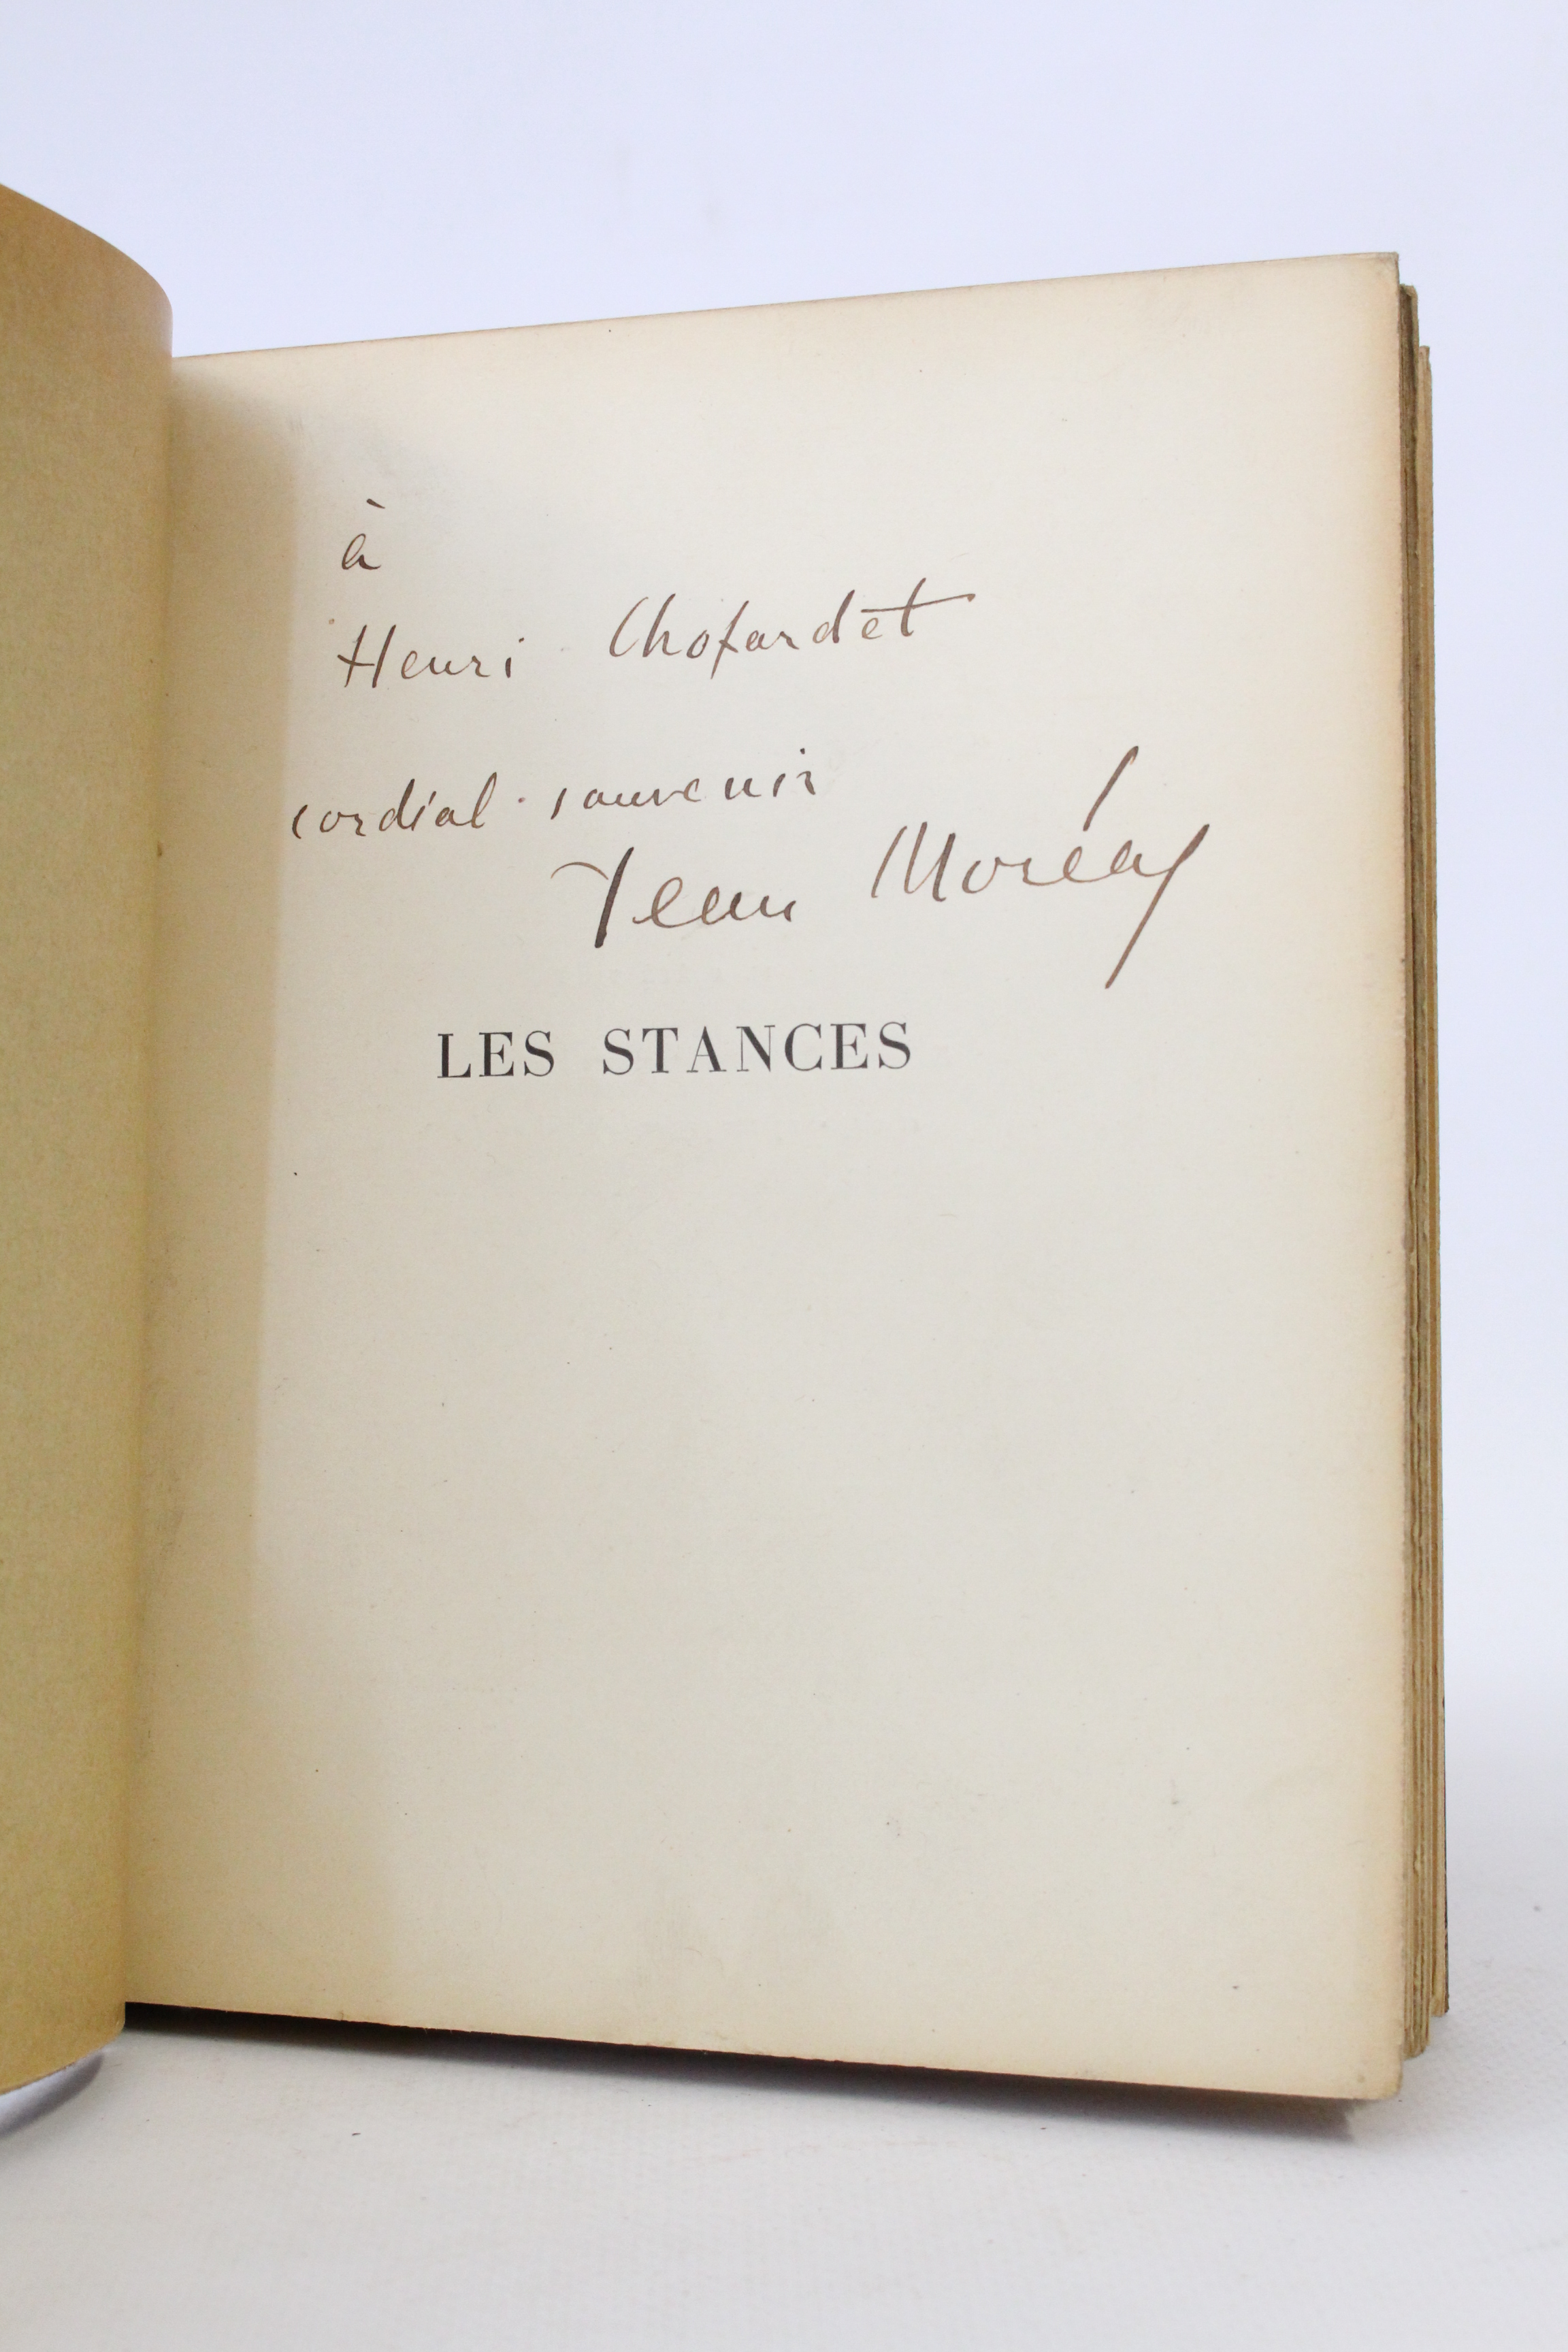 à
Henri Chofardet
cordial souvenir
Jean Moréas
LES STANCES